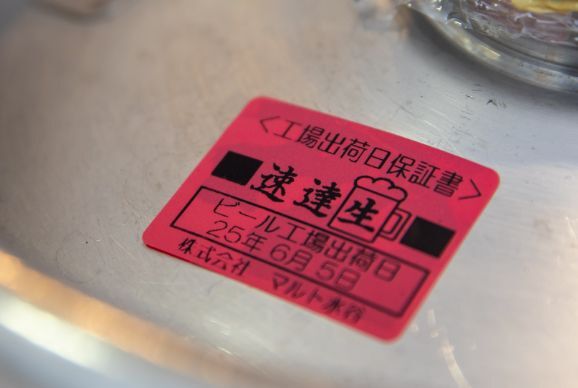 〈工場出荷日保証書〉
速達生
ビール工場出荷日
25年6月5日
株式会社 マルト水谷